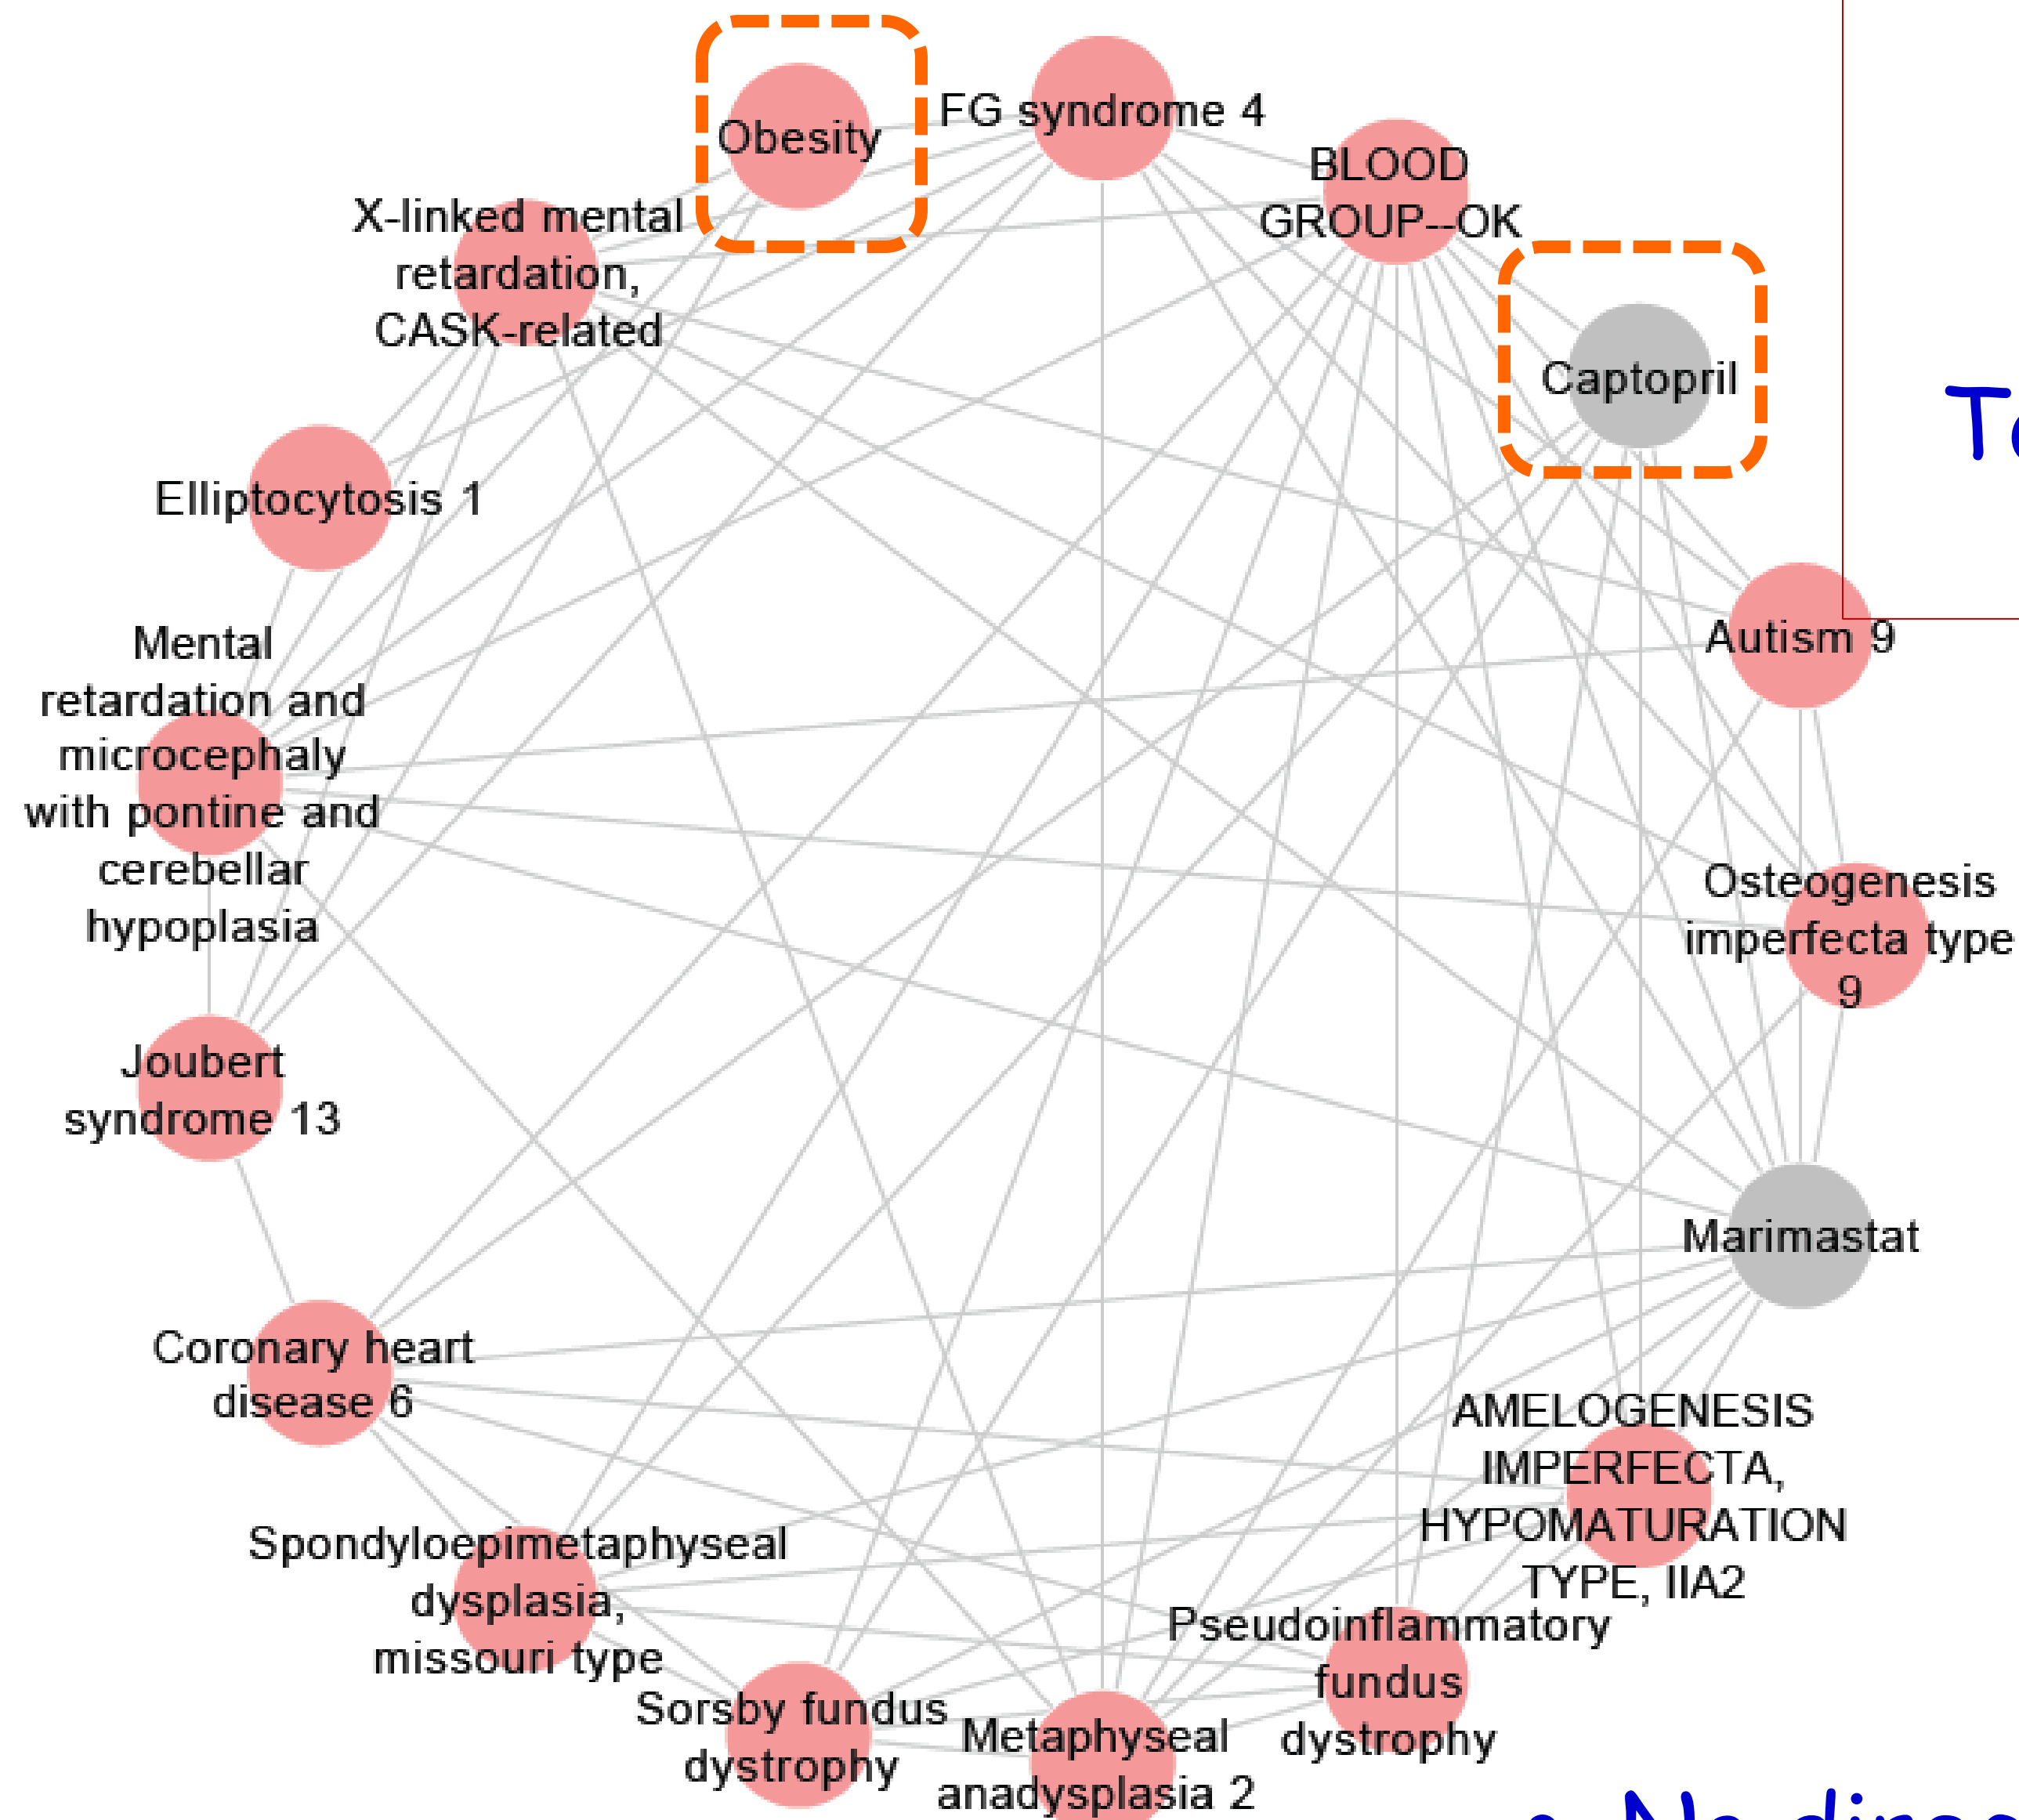 Obesity
FG syndrome 4
BLOOD
GROUP--OK
X-linked mental
retardation,
CASK-related
Captopril
Elliptocytosis 1
Autism 9
Mental
retardation and
microcephaly
with pontine and
cerebellar
hypoplasia
Osteogenesis
imperfecta type
9
Joubert
syndrome 13
Marimastat
Coronary heart
disease 6
AMELOGENESIS
IMPERFECTA,
HYPOMATURATION
TYPE, IIA2
Spondyloepimetaphyseal
dysplasia,
missouri type
Pseudoinflammatory
fundus
dystrophy
Sorsby fundus
dystrophy
Metaphyseal
anadysplasia 2
No